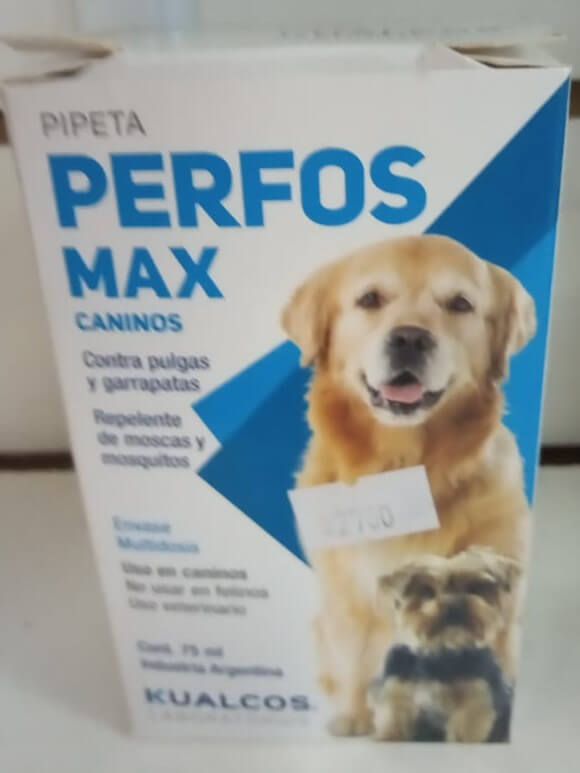 PIPETA
PERFOS
MAX
CANINOS
Contra pulgas
y garrapatas
Repelente
de moscas y
mosquitos
Envase
Multidosis
Uso en caninos
No usar en felinos
Uso veterinario
Cont. 75 ml
Industria Argentina
KUALCOS
LABORATORIOS